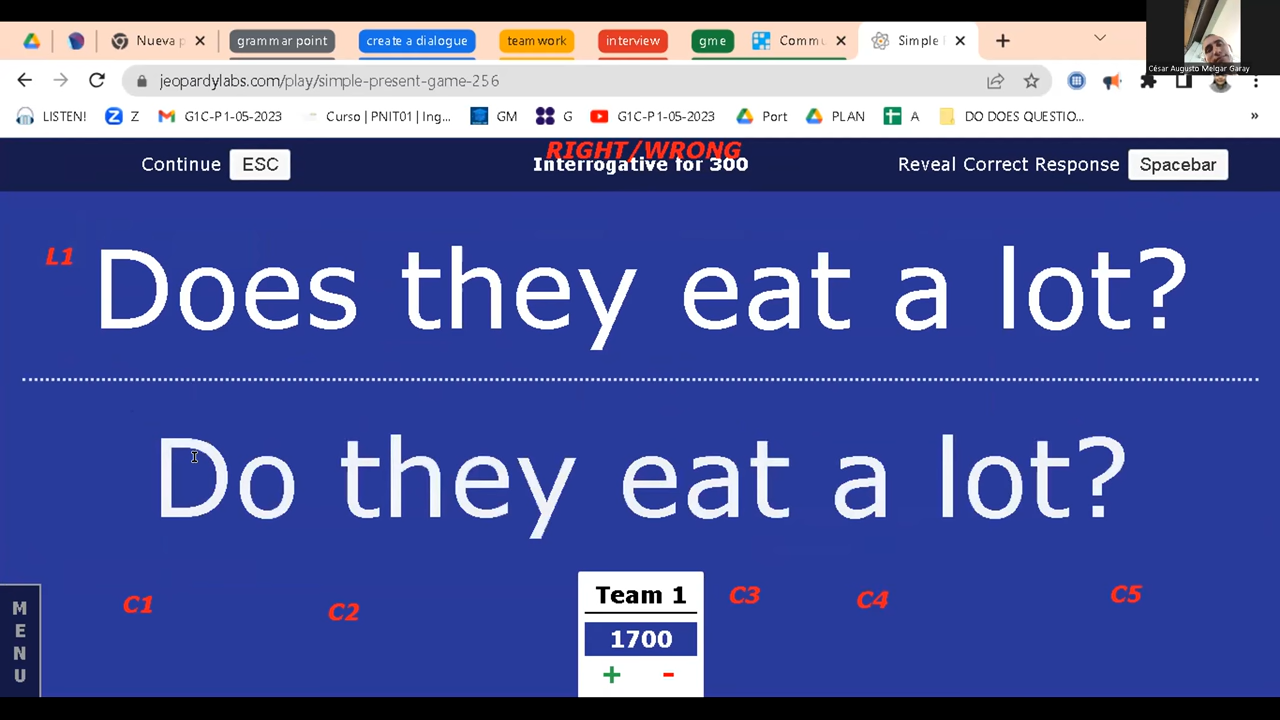 Nueva p
grammar point
create a dialogue
team work
interview
gme
Commu
Simple
César Augusto Melgar Garay
jeopardylabs.com/play/simple-present-game-256
LISTEN!
Z
G1C-P1-05-2023
Curso | PNIT01 | Ing...
GM
G
G1C-P1-05-2023
Port
PLAN
A
DO DOES QUESTIO...
»
Continue ESC
RIGHT/WRONG
Interrogative for 300
Reveal Correct Response Spacebar
L1
Does they eat a lot?
Do they eat a lot?
MENU
C1
C2
Team 1
C3
C4
C5
1700
+ -